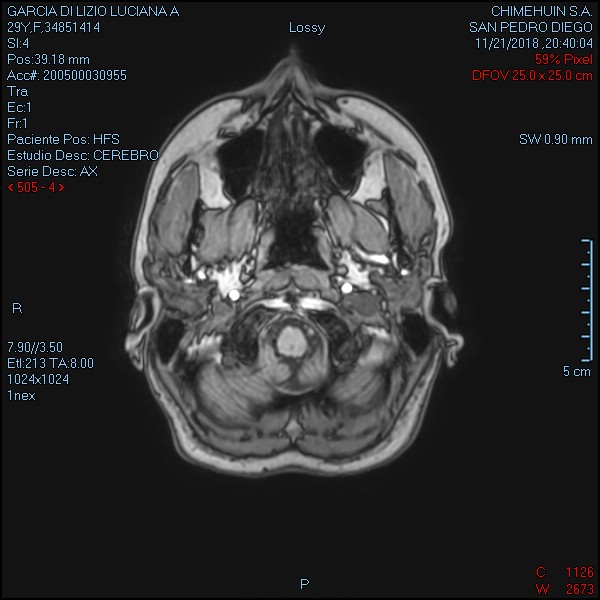 GARCIA DI LIZIO LUCIANA A
29Y,F,34851414
Sl:4
Pos:39.18 mm
Acc#: 200500030955
Tra
Ec:1
Fr:1
Paciente Pos: HFS
Estudio Desc: CEREBRO
Serie Desc: AX
< 505 - 4 >
Lossy
CHIMEHUIN S.A.
SAN PEDRO DIEGO
11/21/2018 ,20:40:04
59% Pixel
DFOV 25.0 x 25.0 cm
SW 0.90 mm
R
7.90//3.50
Etl:213 TA:8.00
1024x1024
1nex
5 cm
P
C 1126
W 2673